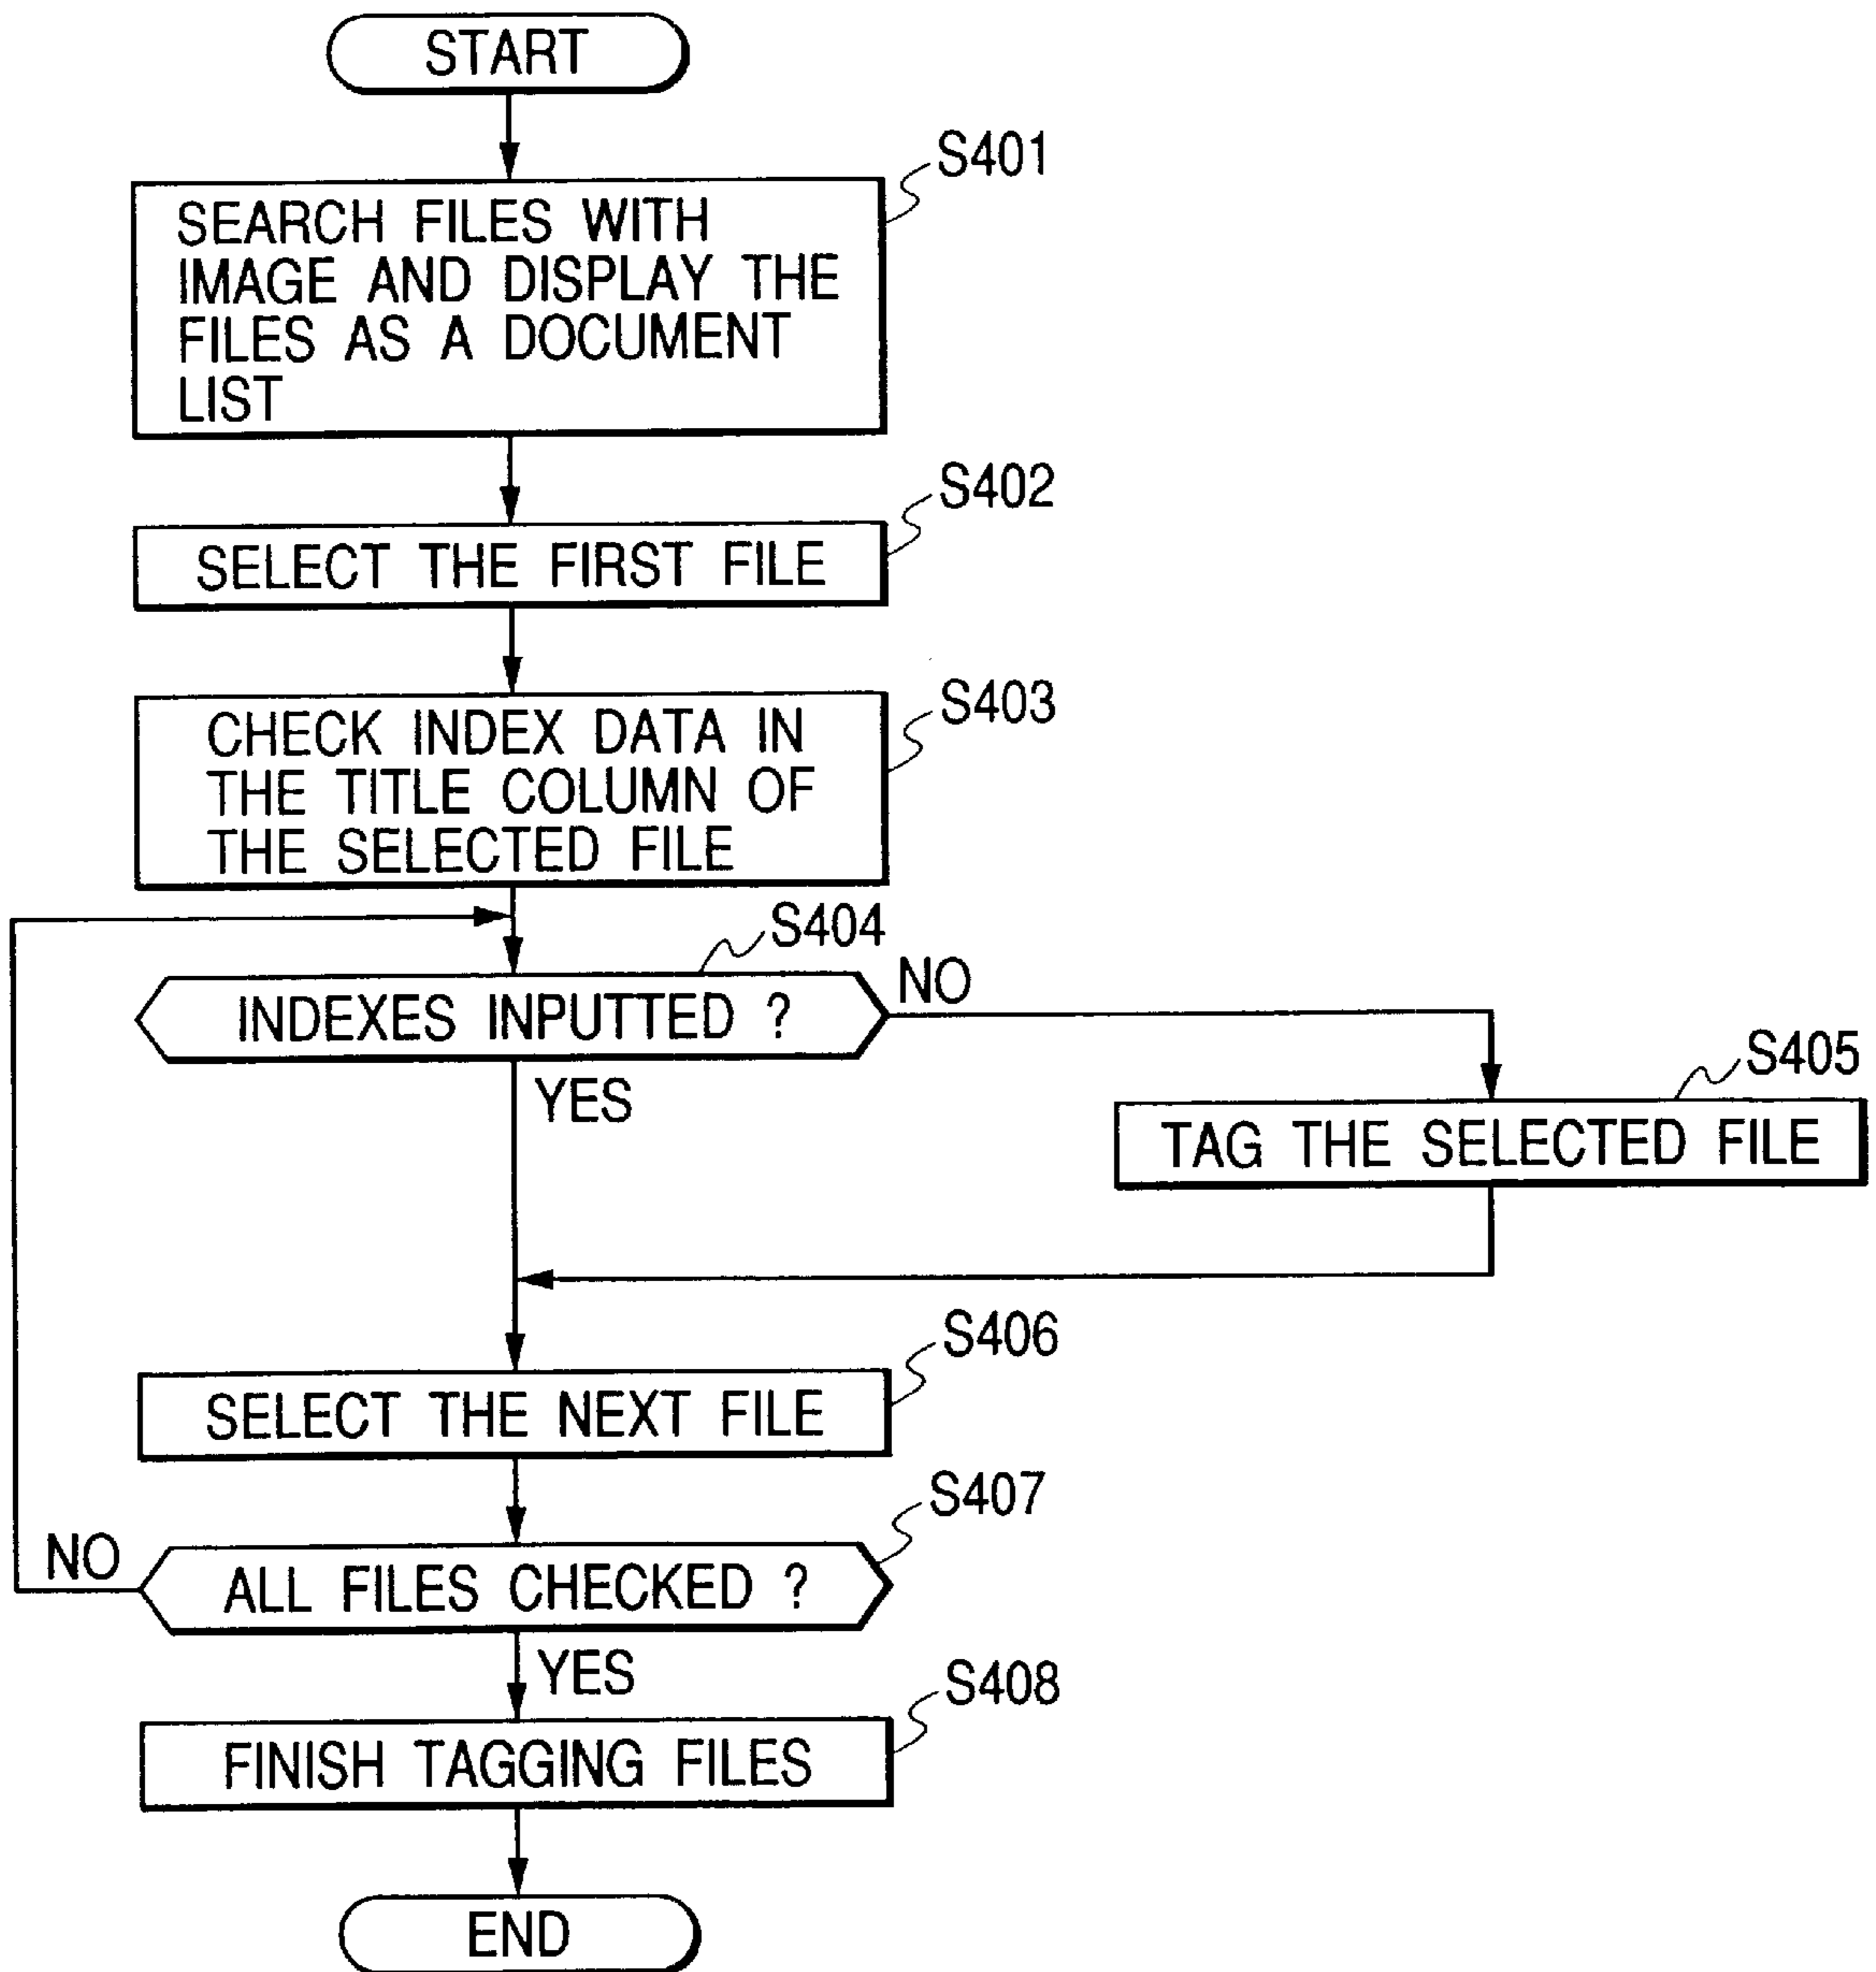 START
S401
SEARCH FILES WITH
IMAGE AND DISPLAY THE
FILES AS A DOCUMENT
LIST
S402
SELECT THE FIRST FILE
S403
CHECK INDEX DATA IN
THE TITLE COLUMN OF
THE SELECTED FILE
S404
INDEXES INPUTTED ?
NO
YES
S405
TAG THE SELECTED FILE
S406
SELECT THE NEXT FILE
S407
NO
ALL FILES CHECKED ?
YES
S408
FINISH TAGGING FILES
END